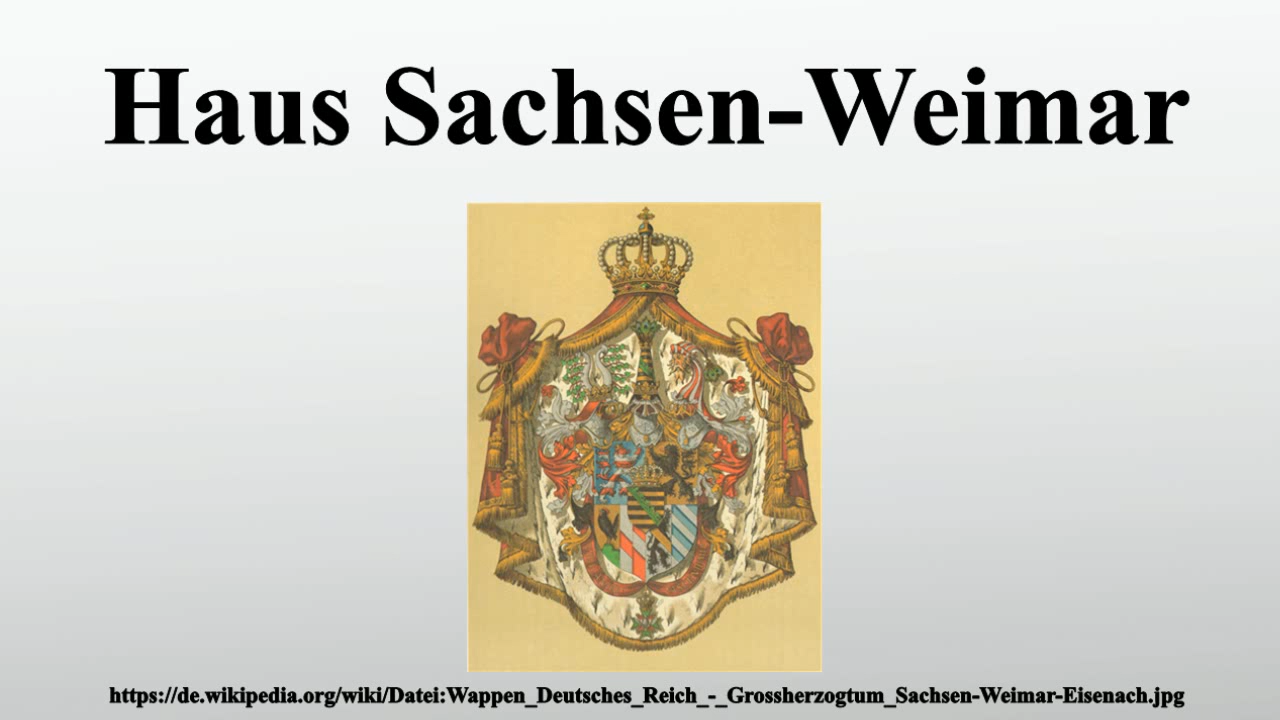 Haus Sachsen-Weimar
https://de.wikipedia.org/wiki/Datei:Wappen_Deutsches_Reich_-_Grossherzogtum_Sachsen-Weimar-Eisenach.jpg